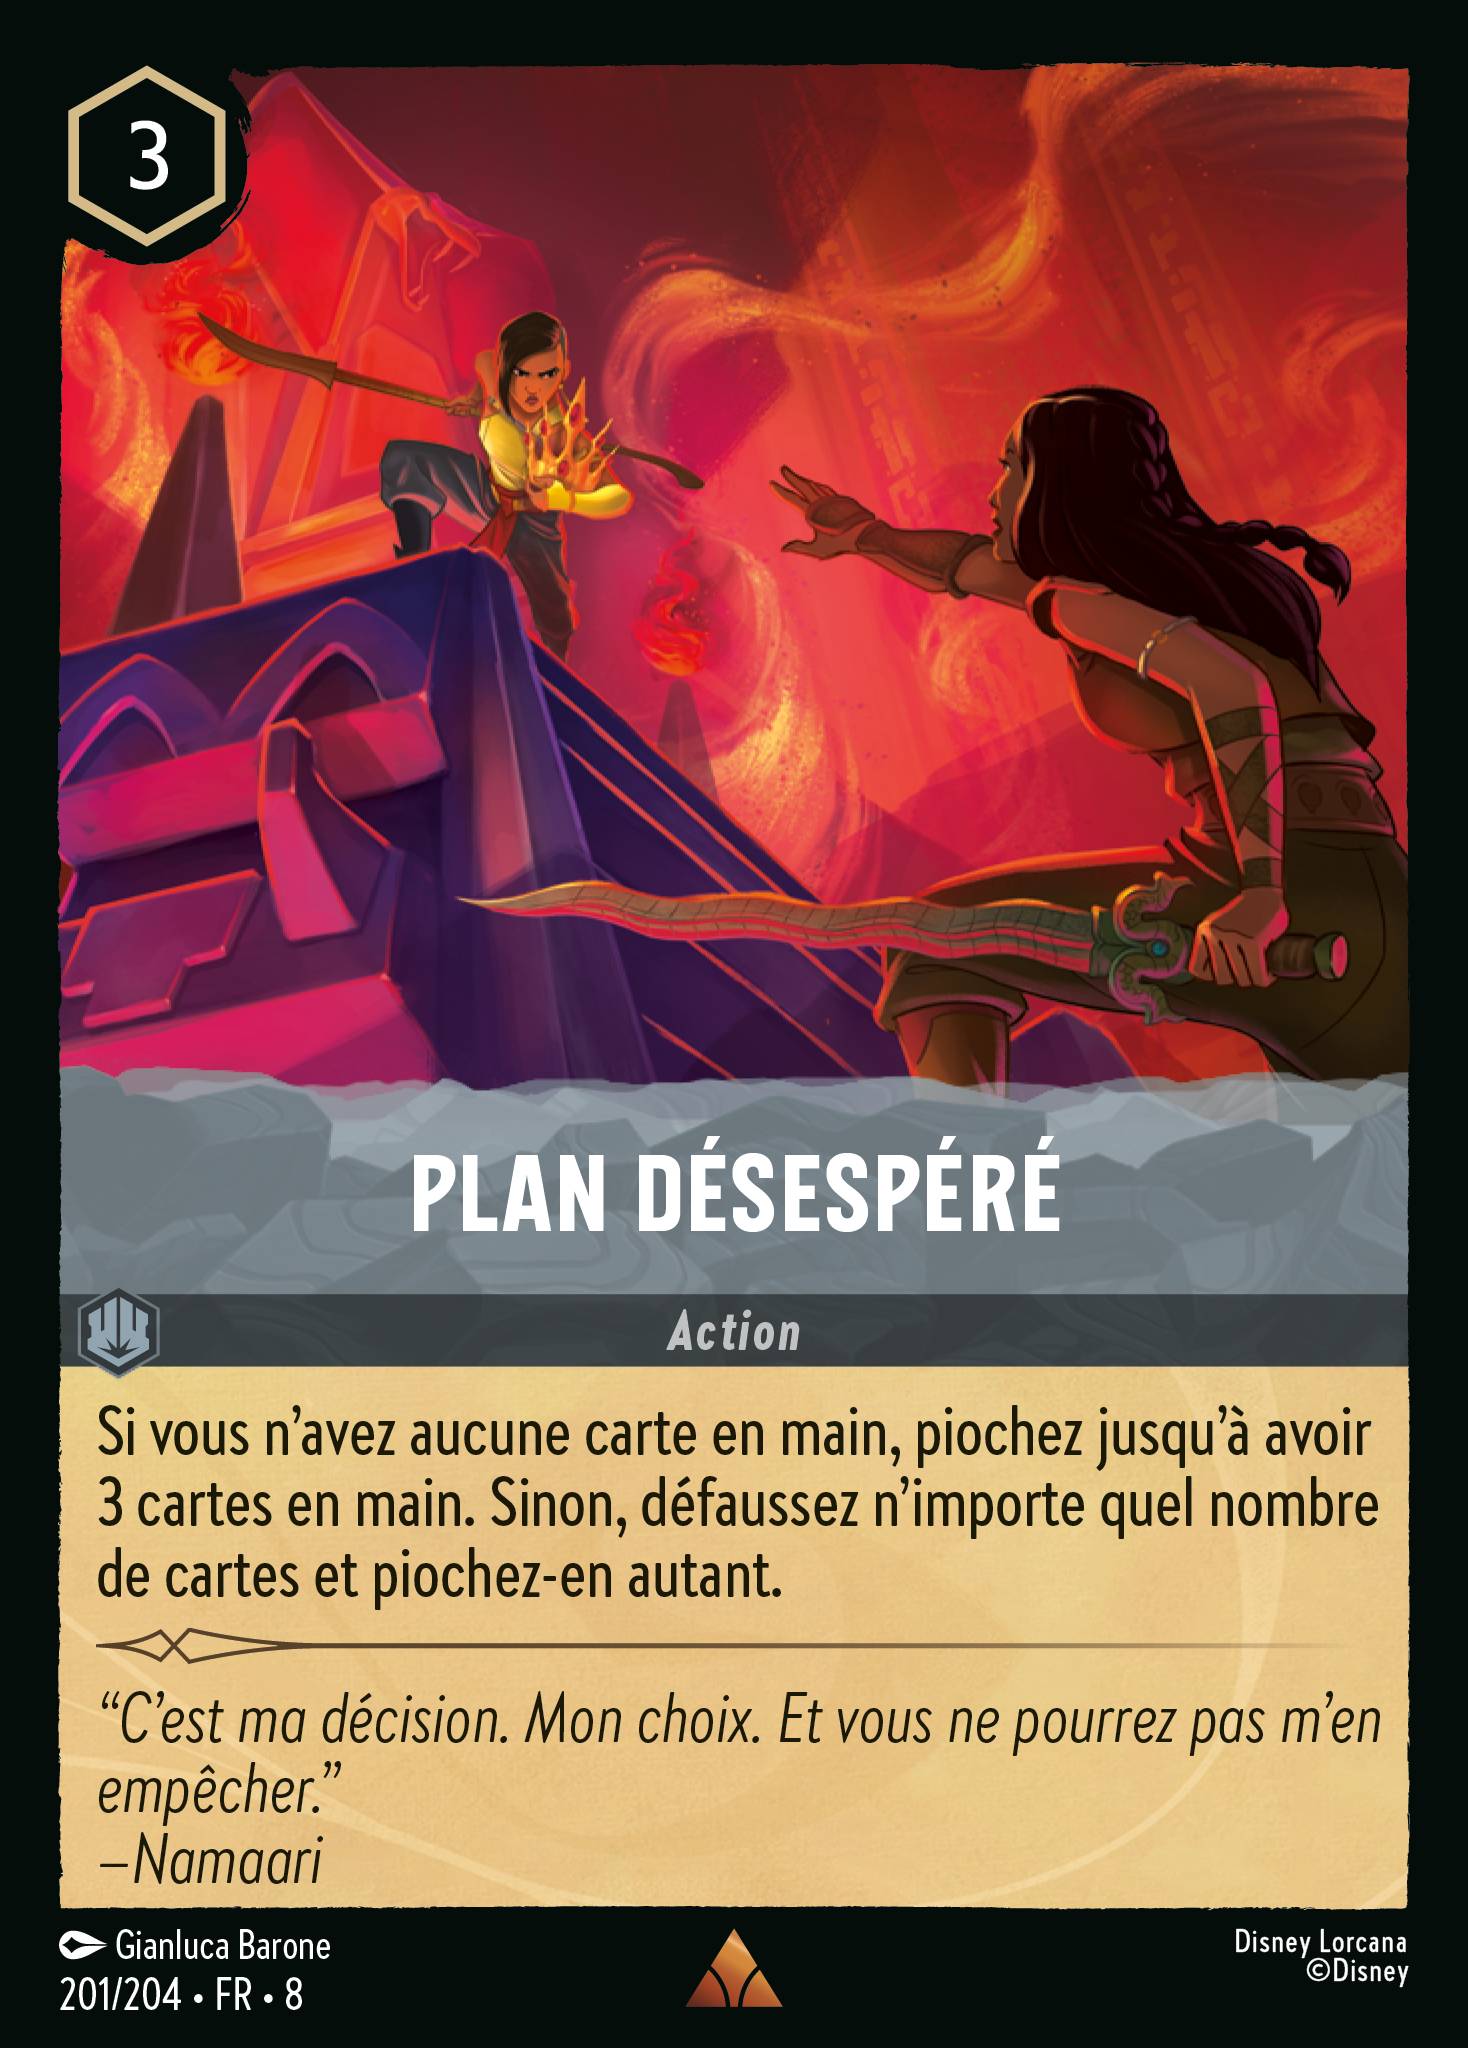 3
PLAN DÉSESPÉRÉ
Action
Si vous n’avez aucune carte en main, piochez jusqu’à avoir
3 cartes en main. Sinon, défaussez n’importe quel nombre
de cartes et piochez-en autant.
“C’est ma décision. Mon choix. Et vous ne pourrez pas m’en
empêcher.”
–Namaari
Gianluca Barone
Disney Lorcana
201/204 • FR • 8
©Disney